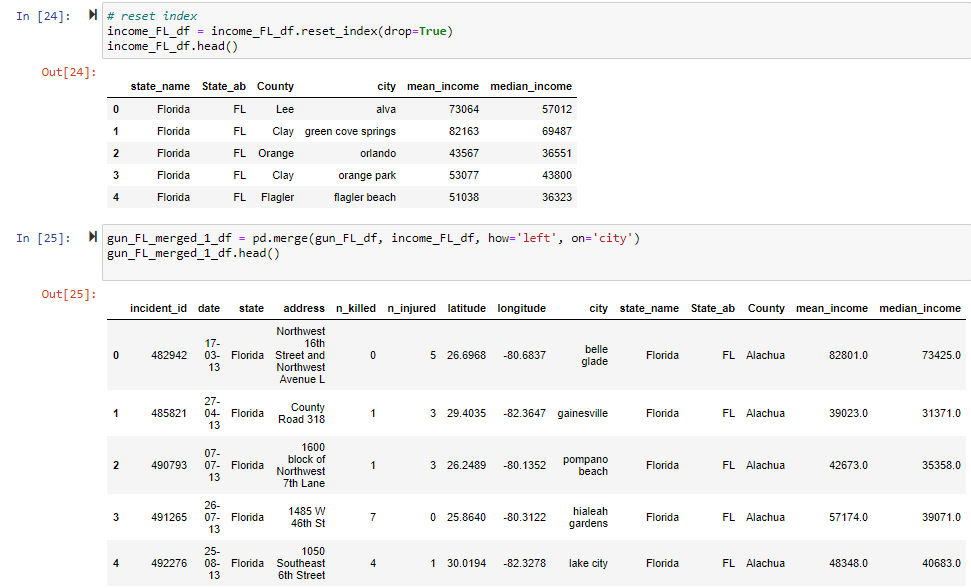 In [24]:
# reset index
income_FL_df = income_FL_df.reset_index(drop=True)
income_FL_df.head()
Out[24]:
state_name State_ab County city mean_income median_income
0 Florida FL Lee alva 73064 57012
1 Florida FL Clay green cove springs 82163 69487
2 Florida FL Orange orlando 43567 36551
3 Florida FL Clay orange park 53077 43800
4 Florida FL Flagler flagler beach 51038 36323
In [25]:
gun_FL_merged_1_df = pd.merge(gun_FL_df, income_FL_df, how='left', on='city')
gun_FL_merged_1_df.head()
Out[25]:
incident_id date state address n_killed n_injured latitude longitude city state_name State_ab County mean_income median_income
0 482942 17-03-13 Florida Northwest 16th Street and Northwest Avenue L 0 5 26.6968 -80.6837 belle glade Florida FL Alachua 82801.0 73425.0
1 485821 27-04-13 Florida County Road 318 1 3 29.4035 -82.3647 gainesville Florida FL Alachua 39023.0 31371.0
2 490793 07-07-13 Florida 1600 block of Northwest 7th Lane 1 3 26.2489 -80.1352 pompano beach Florida FL Alachua 42673.0 35358.0
3 491265 26-07-13 Florida 1485 W 46th St 7 0 25.8640 -80.3122 hialeah gardens Florida FL Alachua 57174.0 39071.0
4 492276 25-08-13 Florida 1050 Southeast 6th Street 4 1 30.0194 -82.3278 lake city Florida FL Alachua 48348.0 40683.0